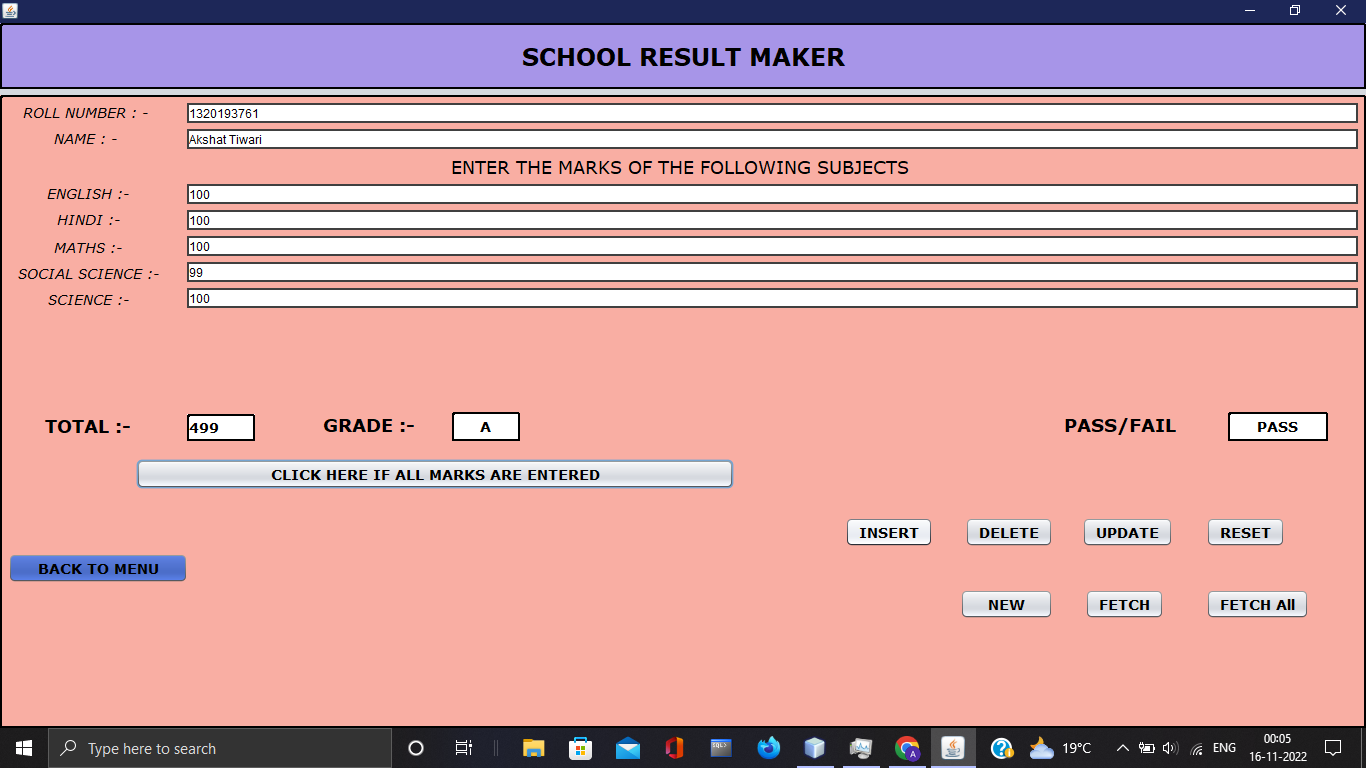 SCHOOL RESULT MAKER
ROLL NUMBER : - 1320193761
NAME : - Akshat Tiwari
ENTER THE MARKS OF THE FOLLOWING SUBJECTS
ENGLISH :- 100
HINDI :- 100
MATHS :- 100
SOCIAL SCIENCE :- 99
SCIENCE :- 100
TOTAL :- 499 GRADE :- A PASS/FAIL PASS
CLICK HERE IF ALL MARKS ARE ENTERED
INSERT DELETE UPDATE RESET
BACK TO MENU
NEW FETCH FETCH All
Type here to search SQL> A 19°C ENG 00:05
16-11-2022